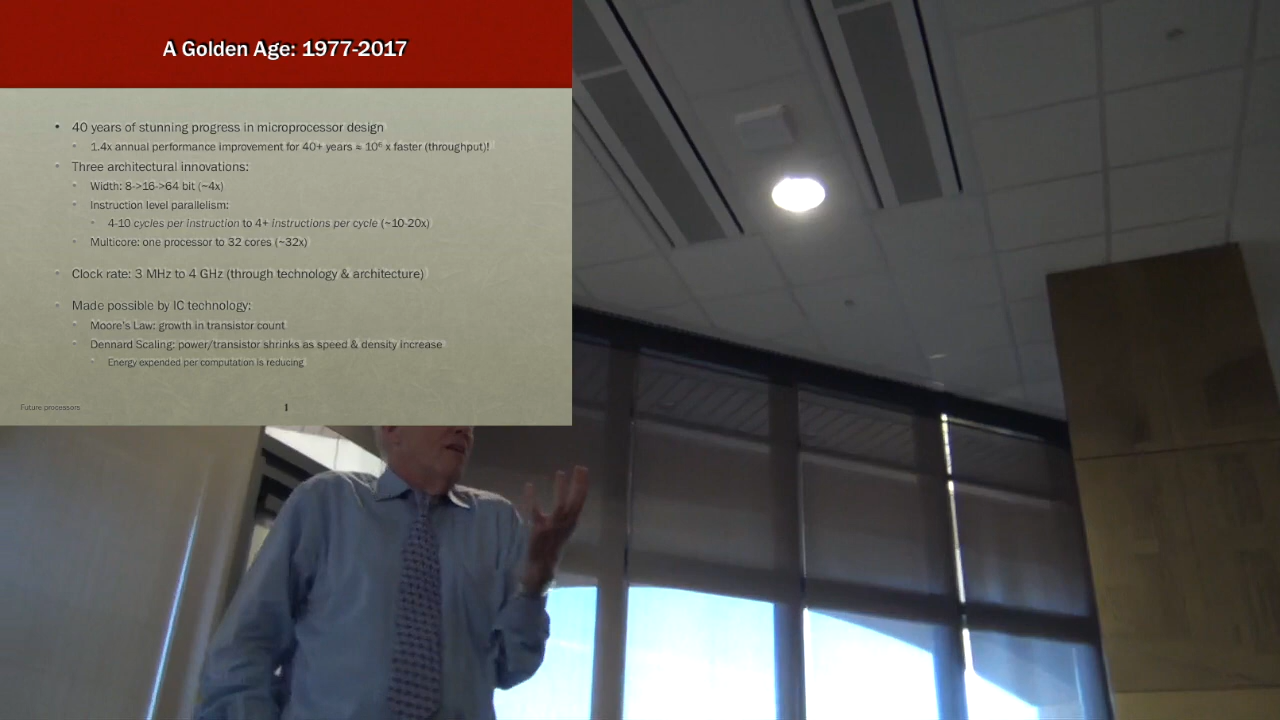 A Golden Age: 1977-2017
• 40 years of stunning progress in microprocessor design
• 1.4x annual performance improvement for 40+ years ≈ 10⁶ x faster (throughput)!
• Three architectural innovations:
• Width: 8->16->64 bit (~4x)
• Instruction level parallelism:
• 4-10 cycles per instruction to 4+ instructions per cycle (~10-20x)
• Multicore: one processor to 32 cores (~32x)
• Clock rate: 3 MHz to 4 GHz (through technology & architecture)
• Made possible by IC technology:
• Moore's Law: growth in transistor count
• Dennard Scaling: power/transistor shrinks as speed & density increase
• Energy expended per computation is reducing
Future processors
1